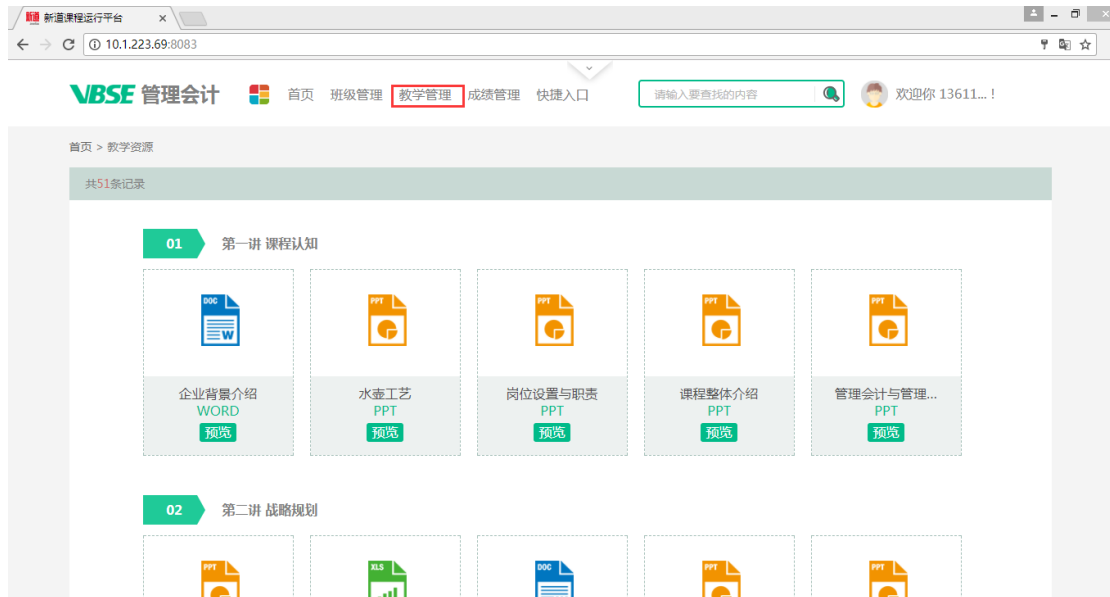 新道 新道课程运行平台
10.1.223.69:8083
VBSE 管理会计 首页 班级管理 教学管理 成绩管理 快捷入口 请输入要查找的内容 欢迎你 13611... !
首页 > 教学资源
共51条记录
01 第一讲 课程认知
DOC W PPT PPT PPT PPT
企业背景介绍 水壶工艺 岗位设置与职责 课程整体介绍 管理会计与管理...
WORD PPT PPT PPT PPT
预览 预览 预览 预览 预览
02 第二讲 战略规划
PPT XLS DOC PPT PPT